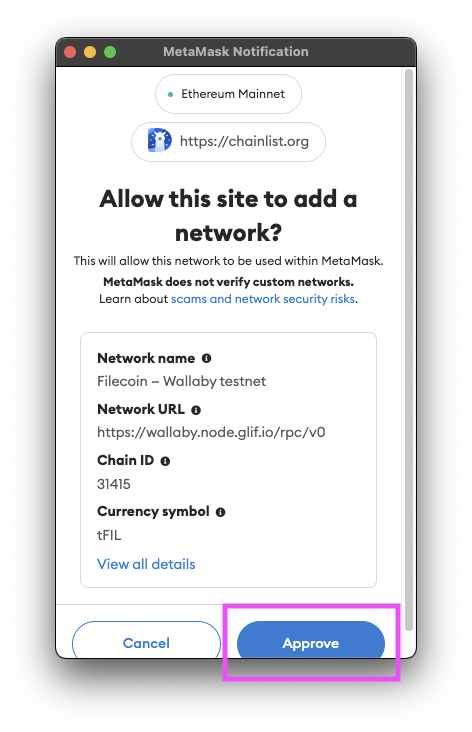 MetaMask Notification
Ethereum Mainnet
https://chainlist.org
Allow this site to add a
network?
This will allow this network to be used within MetaMask.
MetaMask does not verify custom networks.
Learn about scams and network security risks.
Network name
Filecoin – Wallaby testnet
Network URL
https://wallaby.node.glif.io/rpc/v0
Chain ID
31415
Currency symbol
tFIL
View all details
Cancel Approve